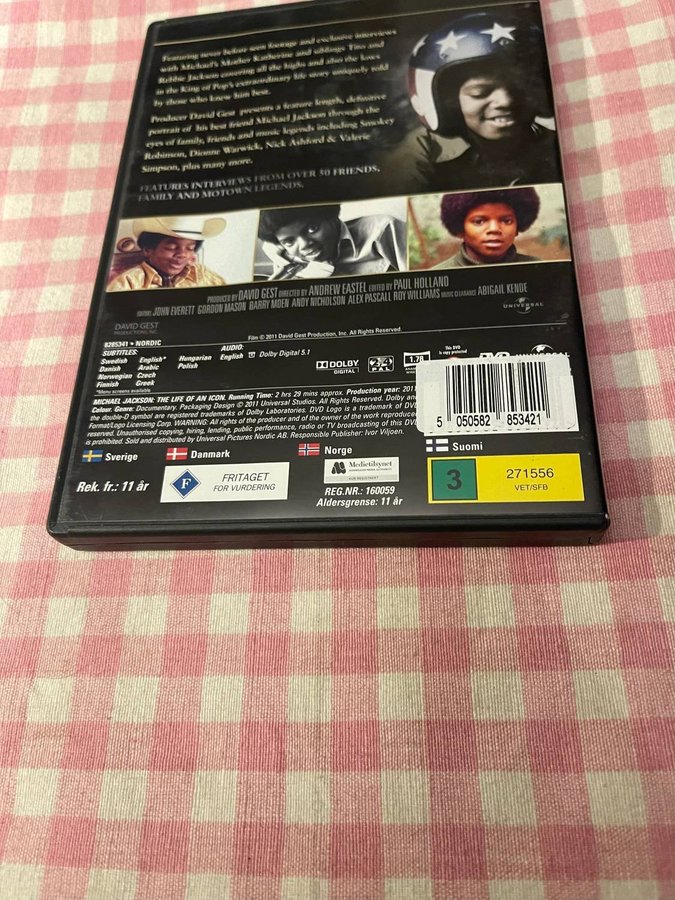 Featuring never before seen footage and exclusive interviews
with Michael's Mother Katherine and siblings Tito and
Rebbie Jackson covering all the highs and also the lows
in the King of Pop's extraordinary life story uniquely told
by those who knew him best.
Producer David Gest presents a feature length, definitive
portrait of his best friend Michael Jackson through the
eyes of family, friends and music legends including Smokey
Robinson, Dionne Warwick, Nick Ashford & Valerie
Simpson, plus many more.
FEATURES INTERVIEWS FROM OVER 50 FRIENDS,
FAMILY AND MOTOWN LEGENDS.
PRODUCED BY DAVID GEST DIRECTED BY ANDREW EASTEL EDITED BY PAUL HOLLAND
EDITORS JOHN EVERETT GORDON MASON BARRY MOEN ANDY NICHOLSON ALEX PASCALL ROY WILLIAMS MUSIC CLEARANCE ABIGAIL KENDE
UNIVERSAL
DAVID GEST
PRODUCTIONS, INC.
Film © 2011 David Gest Production, Inc. All Rights Reserved.
8285341 • NORDIC
SUBTITLES:
Swedish English* Hungarian
Danish Arabic Polish
Norwegian Czech
Finnish Greek
*Menu screens available
AUDIO:
English Dolby Digital 5.1
DOLBY
DIGITAL
PAL
1.78
This DVD
is copy protected
MICHAEL JACKSON: THE LIFE OF AN ICON. Running Time: 2 hrs 29 mins approx. Production year: 2011
Colour. Genre: Documentary. Packaging Design © 2011 Universal Studios. All Rights Reserved. Dolby and
the double-D symbol are registered trademarks of Dolby Laboratories. DVD Logo is a trademark of DVD
Format/Logo Licensing Corp. WARNING: All rights of the producer and of the owner of the work reproduced
reserved. Unauthorised copying, hiring, lending, public performance, radio or TV broadcasting of this DVD
is prohibited. Sold and distributed by Universal Pictures Nordic AB. Responsible Publisher: Ivor Viljoen.
5 050582 853421
Sverige
Danmark
Norge
Suomi
Rek. fr.: 11 år
F
FRITAGET
FOR VURDERING
Medietilsynet
REG.NR.: 160059
Aldersgrense: 11 år
3
271556
VET/SFB